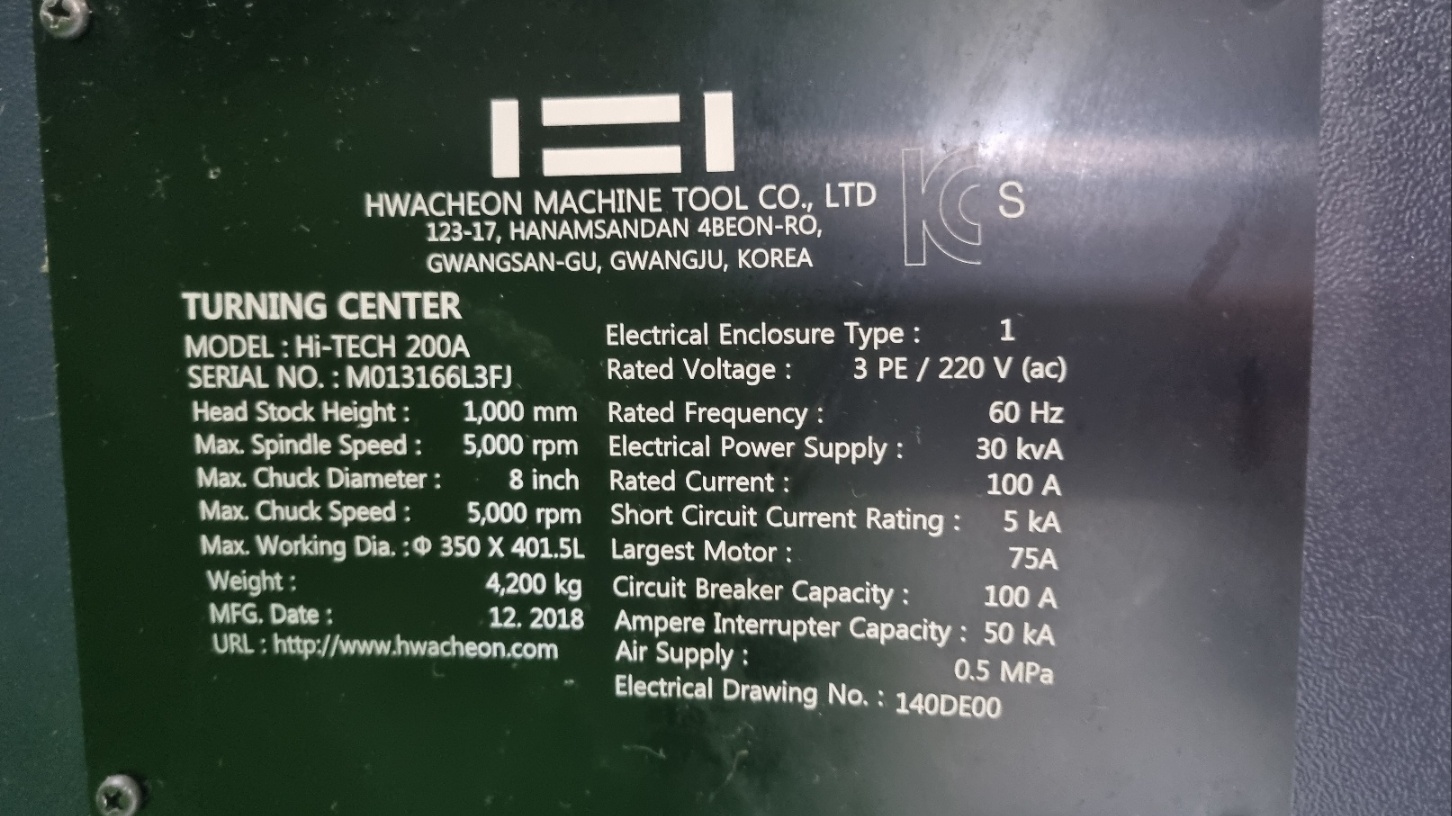 HWACHEON MACHINE TOOL CO., LTD
123-17, HANAMSANDAN 4BEON-RO,
GWANGSAN-GU, GWANGJU, KOREA
KC S
TURNING CENTER
MODEL : Hi-TECH 200A
SERIAL NO. : M013166L3FJ
Head Stock Height : 1,000 mm
Max. Spindle Speed : 5,000 rpm
Max. Chuck Diameter : 8 inch
Max. Chuck Speed : 5,000 rpm
Max. Working Dia. : Φ 350 X 401.5L
Weight : 4,200 kg
MFG. Date : 12. 2018
URL : http://www.hwacheon.com
Electrical Enclosure Type : 1
Rated Voltage : 3 PE / 220 V (ac)
Rated Frequency : 60 Hz
Electrical Power Supply : 30 kvA
Rated Current : 100 A
Short Circuit Current Rating : 5 kA
Largest Motor : 75A
Circuit Breaker Capacity : 100 A
Ampere Interrupter Capacity : 50 kA
Air Supply : 0.5 MPa
Electrical Drawing No. : 140DE00